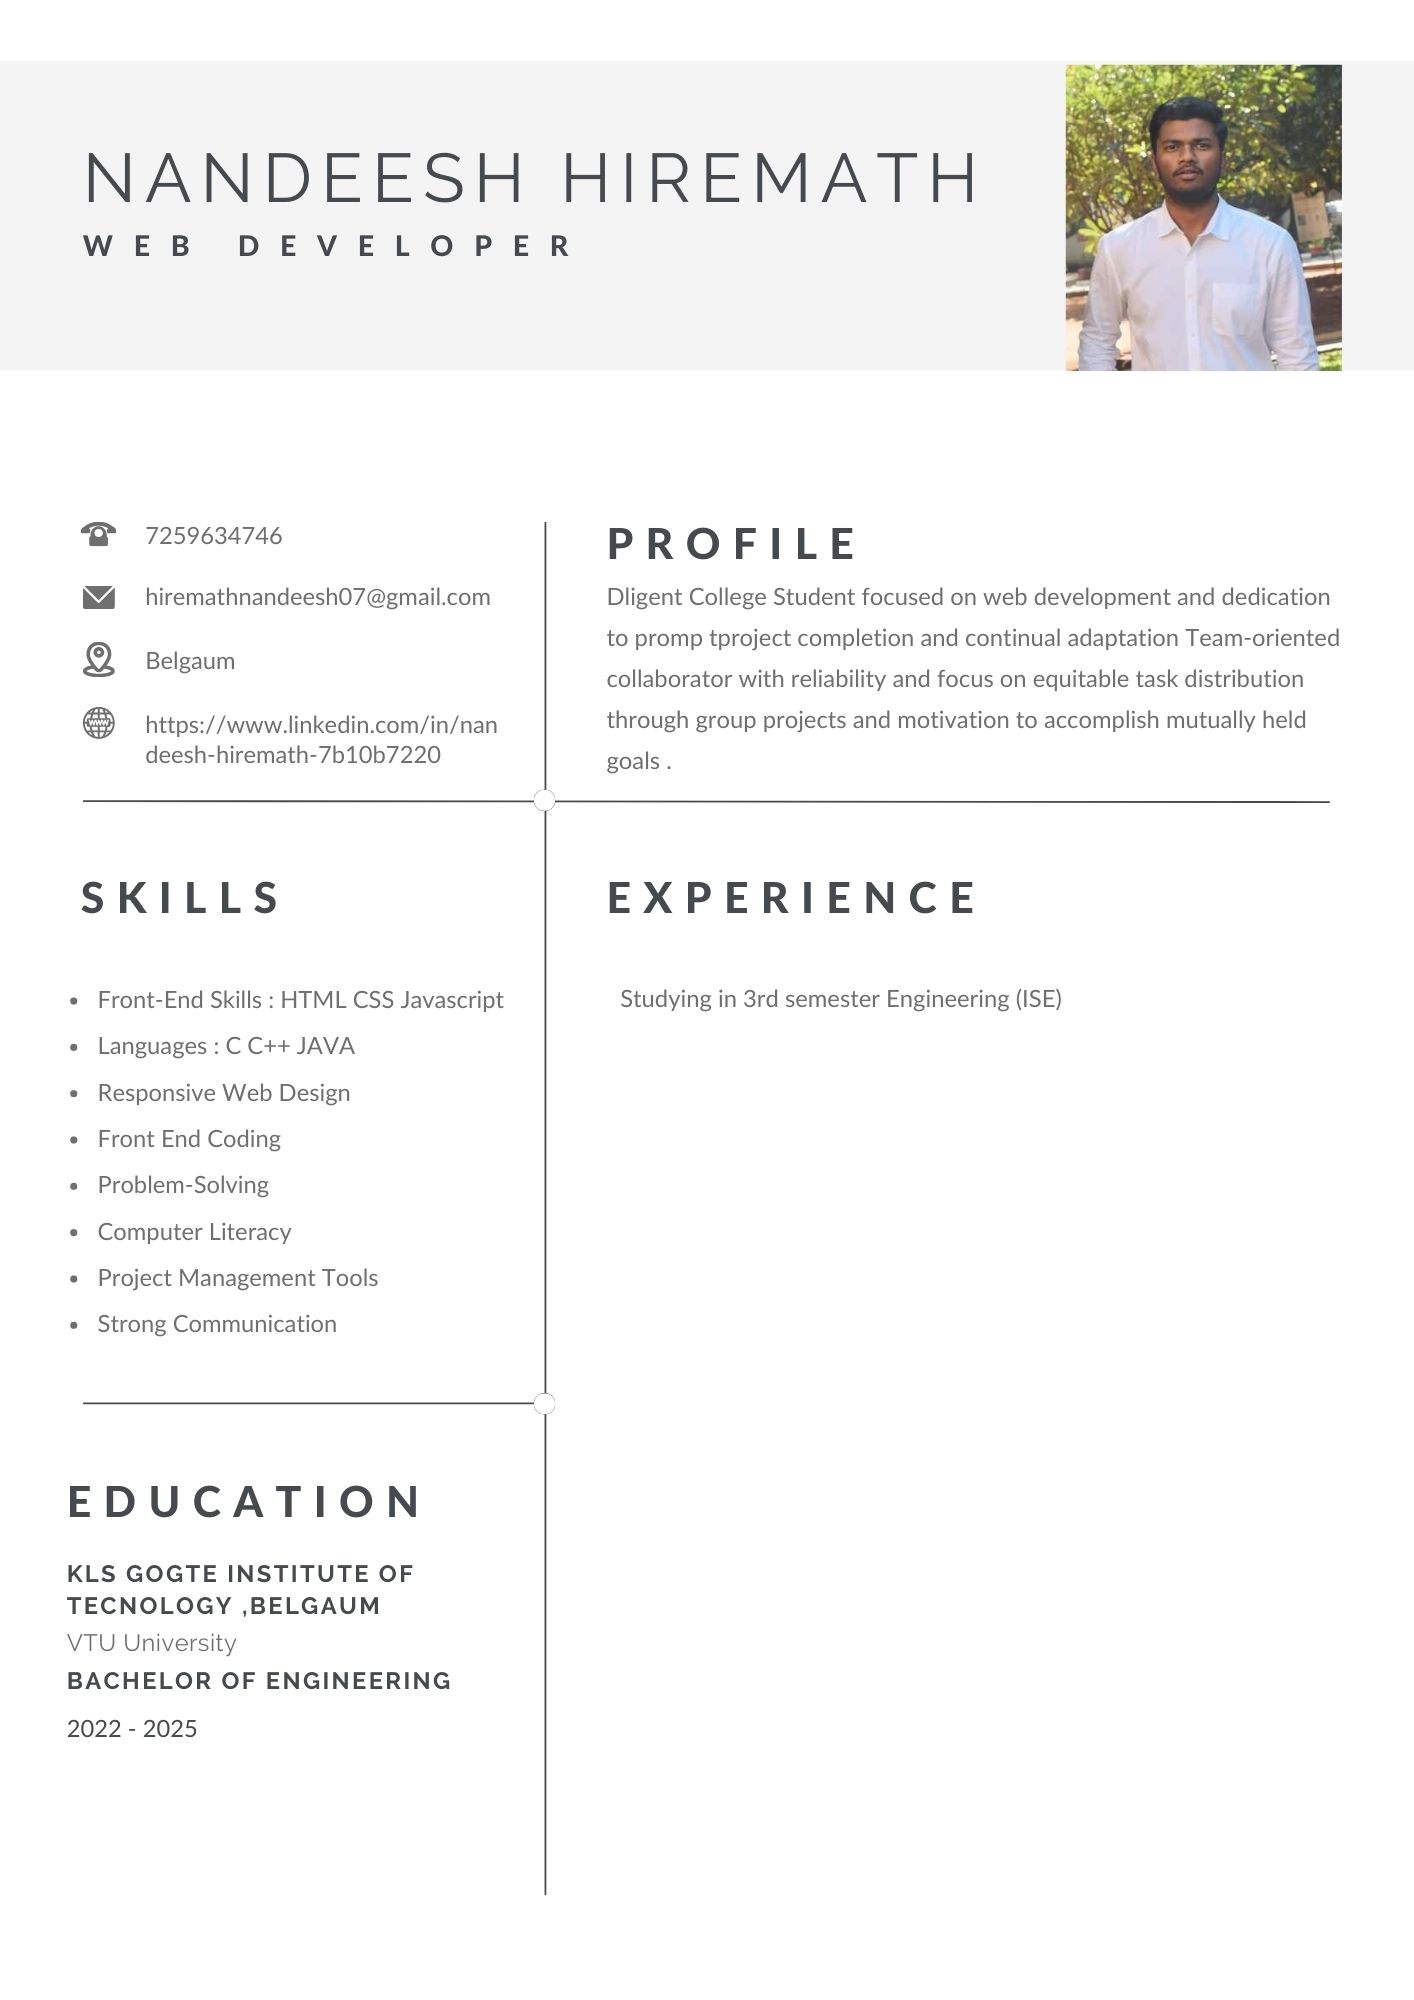 NANDEESH HIREMATH
WEB DEVELOPER
7259634746
hiremathnandeesh07@gmail.com
Belgaum
https://www.linkedin.com/in/nan
deesh-hiremath-7b10b7220
PROFILE
Dligent College Student focused on web development and dedication
to promp tproject completion and continual adaptation Team-oriented
collaborator with reliability and focus on equitable task distribution
through group projects and motivation to accomplish mutually held
goals .
SKILLS
• Front-End Skills : HTML CSS Javascript
• Languages : C C++ JAVA
• Responsive Web Design
• Front End Coding
• Problem-Solving
• Computer Literacy
• Project Management Tools
• Strong Communication
EXPERIENCE
Studying in 3rd semester Engineering (ISE)
EDUCATION
KLS GOGTE INSTITUTE OF
TECNOLOGY ,BELGAUM
VTU University
BACHELOR OF ENGINEERING
2022 - 2025